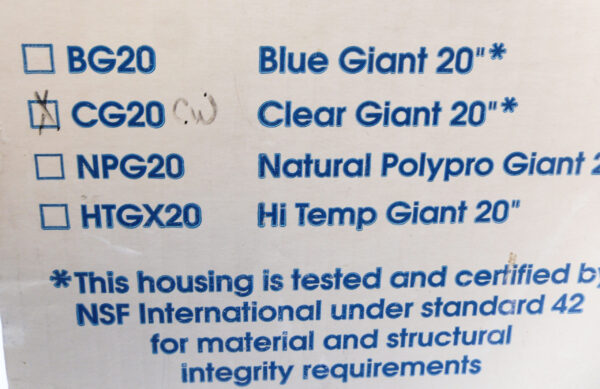 BG20 Blue Giant 20"*
X CG20 CW Clear Giant 20"*
NPG20 Natural Polypro Giant 2
HTGX20 Hi Temp Giant 20"
*This housing is tested and certified by
NSF International under standard 42
for material and structural
integrity requirements